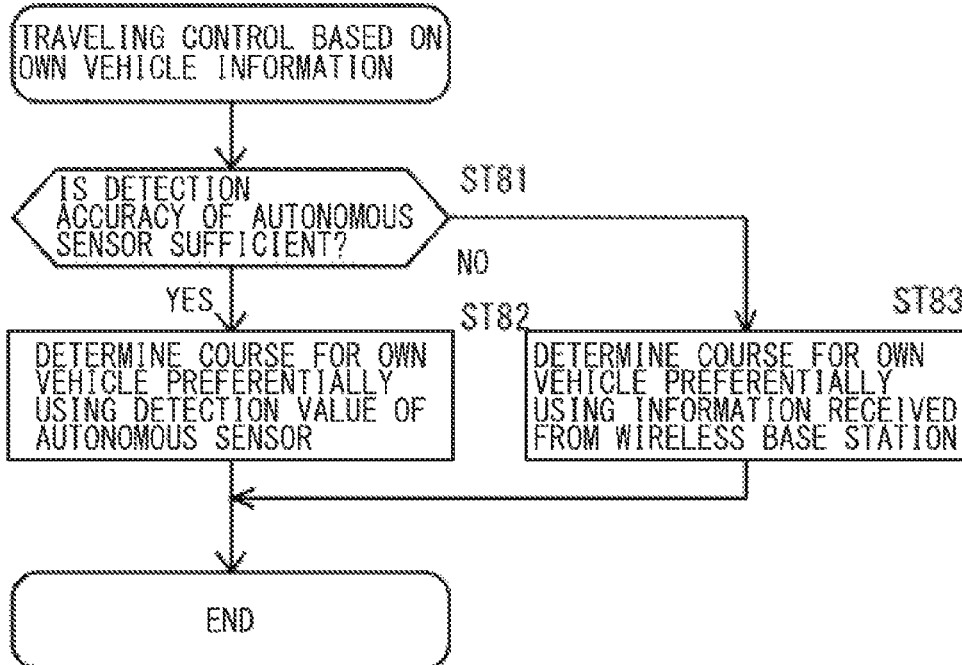 TRAVELING CONTROL BASED ON
OWN VEHICLE INFORMATION
IS DETECTION
ACCURACY OF AUTONOMOUS
SENSOR SUFFICIENT?
ST81
NO
YES
ST82
ST83
DETERMINE COURSE FOR OWN
VEHICLE PREFERENTIALLY
USING DETECTION VALUE OF
AUTONOMOUS SENSOR
DETERMINE COURSE FOR OWN
VEHICLE PREFERENTIALLY
USING INFORMATION RECEIVED
FROM WIRELESS BASE STATION
END